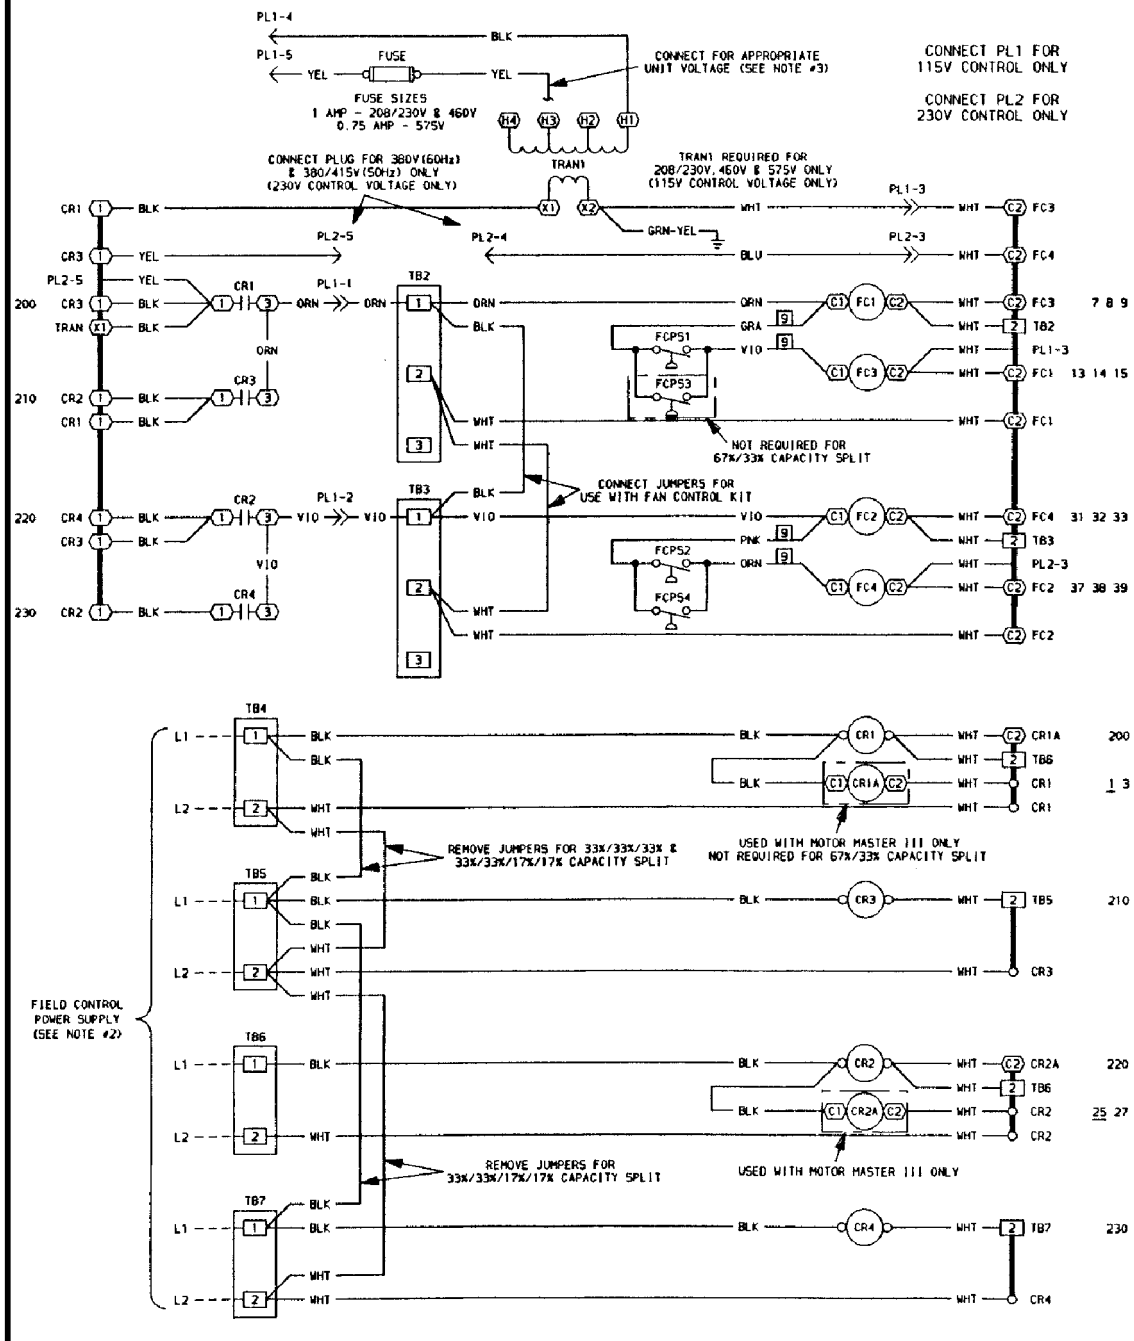 PL1-4
BLK
PL1-5
FUSE
YEL
YEL
CONNECT FOR APPROPRIATE
UNIT VOLTAGE (SEE NOTE #3)
CONNECT PL1 FOR
115V CONTROL ONLY
FUSE SIZES
1 AMP - 208/230V & 460V
0.75 AMP - 575V
CONNECT PL2 FOR
230V CONTROL ONLY
H4 H3 H2 H1
CONNECT PLUG FOR 380V(60Hz)
& 380/415V(50Hz) ONLY
(230V CONTROL VOLTAGE ONLY)
TRAN1
TRAN1 REQUIRED FOR
208/230V,460V & 575V ONLY
(115V CONTROL VOLTAGE ONLY)
PL1-3
CR1 1 BLK X1 X2 WHT WHT C2 FC3
GRN-YEL
PL2-5 PL2-4 PL2-3
CR3 1 YEL BLU WHT C2 FC4
PL2-5 YEL CR1 PL1-1 TB2
200 CR3 1 BLK 1 3 ORN ORN 1 ORN ORN C1 FC1 C2 WHT C2 FC3 7 8 9
TRAN X1 BLK BLK GRA 9 WHT 2 TB2
ORN FCPS1 VIO 9 WHT PL1-3
CR3 2 FCPS3 C1 FC3 C2 WHT C2 FC1 13 14 15
210 CR2 1 BLK 1 3
CR1 1 BLK WHT WHT C2 FC1
3 WHT
NOT REQUIRED FOR
67%/33% CAPACITY SPLIT
CONNECT JUMPERS FOR
USE WITH FAN CONTROL KIT
CR2 PL1-2 TB3 BLK
220 CR4 1 BLK 1 3 VIO VIO 1 VIO VIO C1 FC2 C2 WHT C2 FC4 31 32 33
CR3 1 BLK PNK 9 WHT 2 TB3
VIO FCPS2 ORN 9 WHT PL2-3
CR4 2 FCPS4 C1 FC4 C2 WHT C2 FC2 37 38 39
230 CR2 1 BLK 1 3 WHT
WHT WHT C2 FC2
3
TB4
L1 1 BLK BLK CR1 WHT C2 CR1A 200
BLK WHT 2 TB6
BLK C1 CR1A C2 WHT CR1 1 3
L2 2 WHT WHT CR1
WHT
USED WITH MOTOR MASTER III ONLY
NOT REQUIRED FOR 67%/33% CAPACITY SPLIT
REMOVE JUMPERS FOR 33%/33%/33% &
33%/33%/17%/17% CAPACITY SPLIT
TB5 BLK
L1 1 BLK BLK CR3 WHT 2 TB5 210
BLK
WHT
L2 2 WHT WHT CR3
WHT
FIELD CONTROL
POWER SUPPLY
(SEE NOTE #2)
TB6
L1 1 BLK BLK CR2 WHT C2 CR2A 220
WHT 2 TB6
BLK C1 CR2A C2 WHT CR2 25 27
L2 2 WHT WHT CR2
REMOVE JUMPERS FOR
33%/33%/17%/17% CAPACITY SPLIT
USED WITH MOTOR MASTER III ONLY
TB7 BLK
L1 1 BLK BLK CR4 WHT 2 TB7 230
WHT
L2 2 WHT WHT CR4